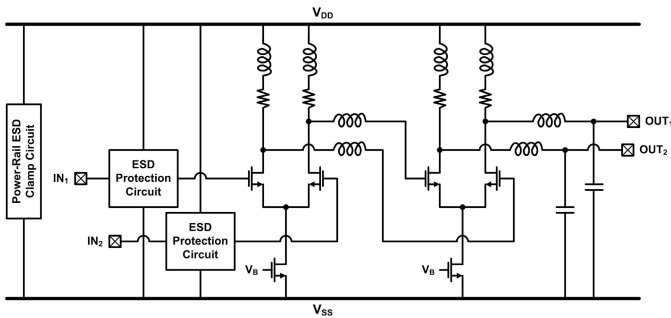 VDD
Power-Rail ESD
Clamp Circuit
ESD
Protection
Circuit
IN1
ESD
Protection
Circuit
IN2
VB
VB
OUT1
OUT2
VSS